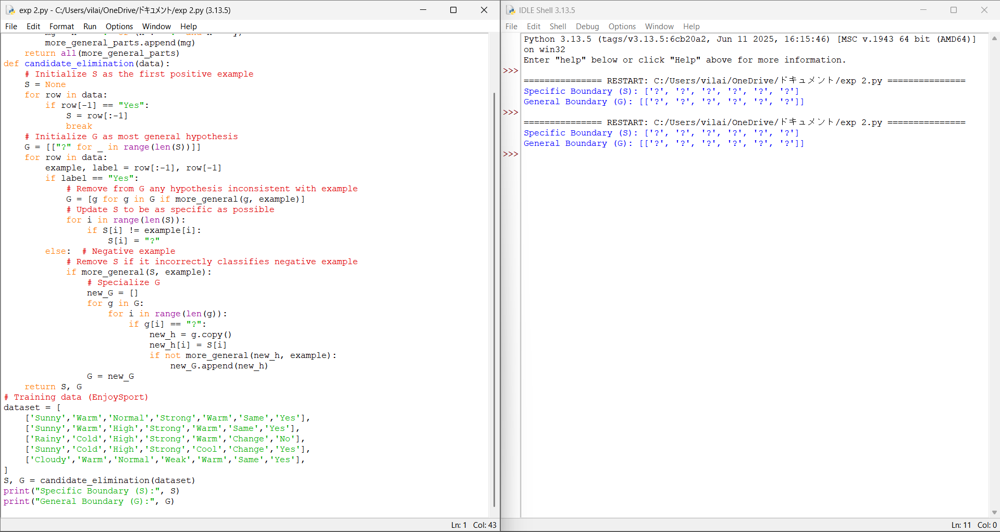 exp 2.py - C:/Users/vilai/OneDrive/ドキュメント/exp 2.py (3.13.5)
File Edit Format Run Options Window Help
        more_general_parts.append(mg)
    return all(more_general_parts)
def candidate_elimination(data):
    # Initialize S as the first positive example
    S = None
    for row in data:
        if row[-1] == "Yes":
            S = row[:-1]
            break
    # Initialize G as most general hypothesis
    G = [["?" for _ in range(len(S))]]
    for row in data:
        example, label = row[:-1], row[-1]
        if label == "Yes":
            # Remove from G any hypothesis inconsistent with example
            G = [g for g in G if more_general(g, example)]
            # Update S to be as specific as possible
            for i in range(len(S)):
                if S[i] != example[i]:
                    S[i] = "?"
        else:  # Negative example
            # Remove S if it incorrectly classifies negative example
            if more_general(S, example):
                # Specialize G
                new_G = []
                for g in G:
                    for i in range(len(g)):
                        if g[i] == "?":
                            new_h = g.copy()
                            new_h[i] = S[i]
                            if not more_general(new_h, example):
                                new_G.append(new_h)
                G = new_G
    return S, G
# Training data (EnjoySport)
dataset = [
    ['Sunny','Warm','Normal','Strong','Warm','Same','Yes'],
    ['Sunny','Warm','High','Strong','Warm','Same','Yes'],
    ['Rainy','Cold','High','Strong','Warm','Change','No'],
    ['Sunny','Cold','High','Strong','Cool','Change','Yes'],
    ['Cloudy','Warm','Normal','Weak','Warm','Same','Yes'],
]
S, G = candidate_elimination(dataset)
print("Specific Boundary (S):", S)
print("General Boundary (G):", G)
Ln: 1 Col: 43
IDLE Shell 3.13.5
File Edit Shell Debug Options Window Help
Python 3.13.5 (tags/v3.13.5:6cb20a2, Jun 11 2025, 16:15:46) [MSC v.1943 64 bit (AMD64)]
on win32
Enter "help" below or click "Help" above for more information.
>>>
=============== RESTART: C:/Users/vilai/OneDrive/ドキュメント/exp 2.py ===============
Specific Boundary (S): ['?', '?', '?', '?', '?', '?']
General Boundary (G): [['?', '?', '?', '?', '?', '?']]
>>>
=============== RESTART: C:/Users/vilai/OneDrive/ドキュメント/exp 2.py ===============
Specific Boundary (S): ['?', '?', '?', '?', '?', '?']
General Boundary (G): [['?', '?', '?', '?', '?', '?']]
>>>
Ln: 11 Col: 0